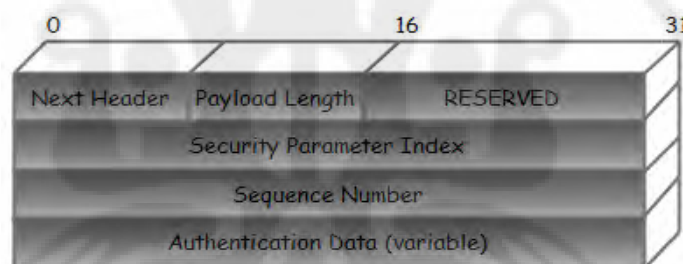 0 16 31
Next Header Payload Length RESERVED
Security Parameter Index
Sequence Number
Authentication Data (variable)